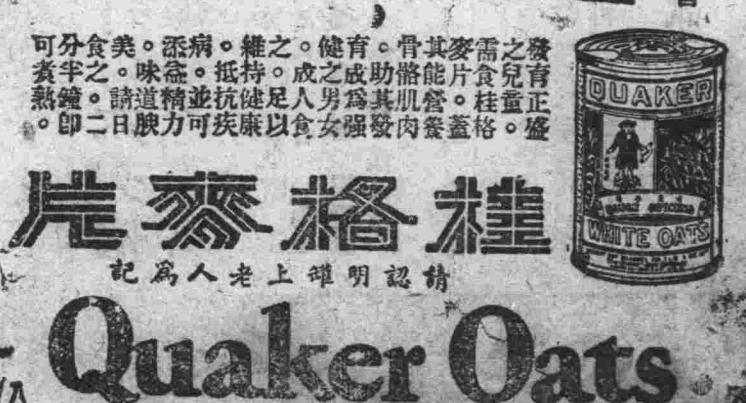 發育正盛
之兒童。
需食桂格
麥片。蓋
其能營養
骨骼肌肉
。助其發
育成爲强
健之男女
。成人食
之。足以
維持健康
。抵抗疾
病。並可
添益精力
。味道腴
美。請日
食之。二
分半鐘即
可煮熟。
桂格麥片
請認明罐上老人爲記
QUAKER
WHITE OATS
Quaker Oats